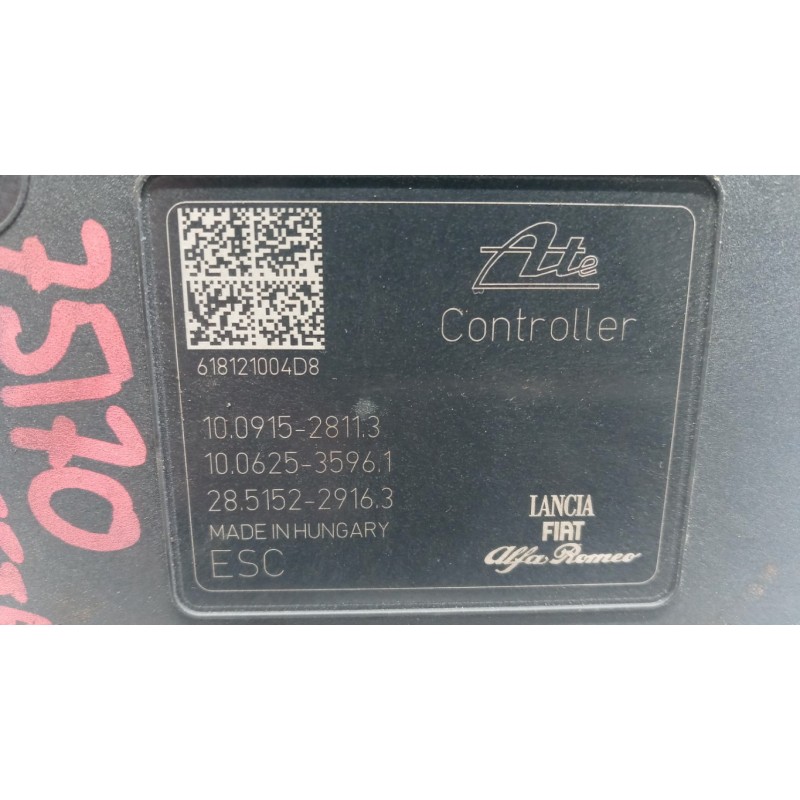 75170
Ate
Controller
618121004D8
10.0915-2811.3
10.0625-3596.1
28.5152-2916.3
MADE IN HUNGARY
ESC
LANCIA
FIAT
Alfa Romeo